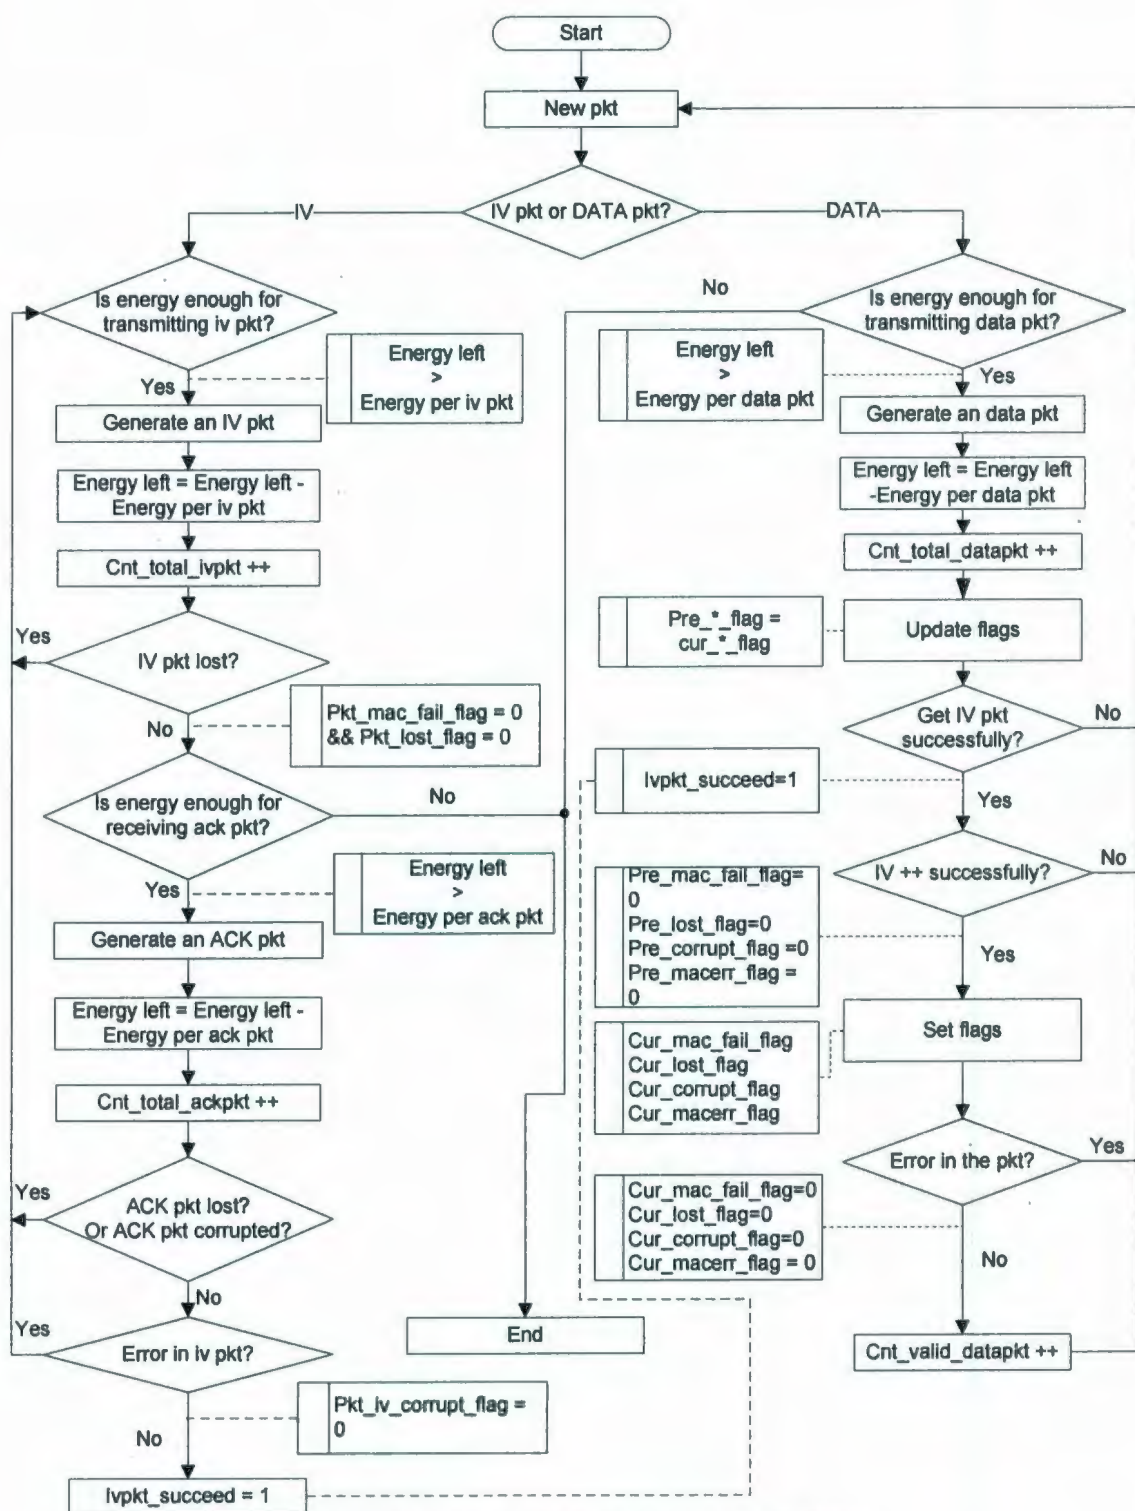 Start
New pkt
IV pkt or DATA pkt?
IV
DATA
Is energy enough for
transmitting iv pkt?
Yes
Energy left
>
Energy per iv pkt
Generate an IV pkt
Energy left = Energy left -
Energy per iv pkt
Cnt_total_ivpkt ++
Yes
IV pkt lost?
No
Pkt_mac_fail_flag = 0
&& Pkt_lost_flag = 0
Is energy enough for
receiving ack pkt?
No
Yes
Energy left
>
Energy per ack pkt
Generate an ACK pkt
Energy left = Energy left -
Energy per ack pkt
Cnt_total_ackpkt ++
Yes
ACK pkt lost?
Or ACK pkt corrupted?
No
Yes
Error in iv pkt?
Pkt_iv_corrupt_flag =
0
No
Ivpkt_succeed = 1
End
No
Is energy enough for
transmitting data pkt?
Energy left
>
Energy per data pkt
Yes
Generate an data pkt
Energy left = Energy left
-Energy per data pkt
Cnt_total_datapkt ++
Pre_*_flag =
cur_*_flag
Update flags
Get IV pkt
successfully?
No
Ivpkt_succeed=1
Yes
IV ++ successfully?
No
Pre_mac_fail_flag=
0
Pre_lost_flag=0
Pre_corrupt_flag =0
Pre_macerr_flag =
0
Yes
Set flags
Cur_mac_fail_flag
Cur_lost_flag
Cur_corrupt_flag
Cur_macerr_flag
Error in the pkt?
Yes
Cur_mac_fail_flag=0
Cur_lost_flag=0
Cur_corrupt_flag=0
Cur_macerr_flag = 0
No
Cnt_valid_datapkt ++